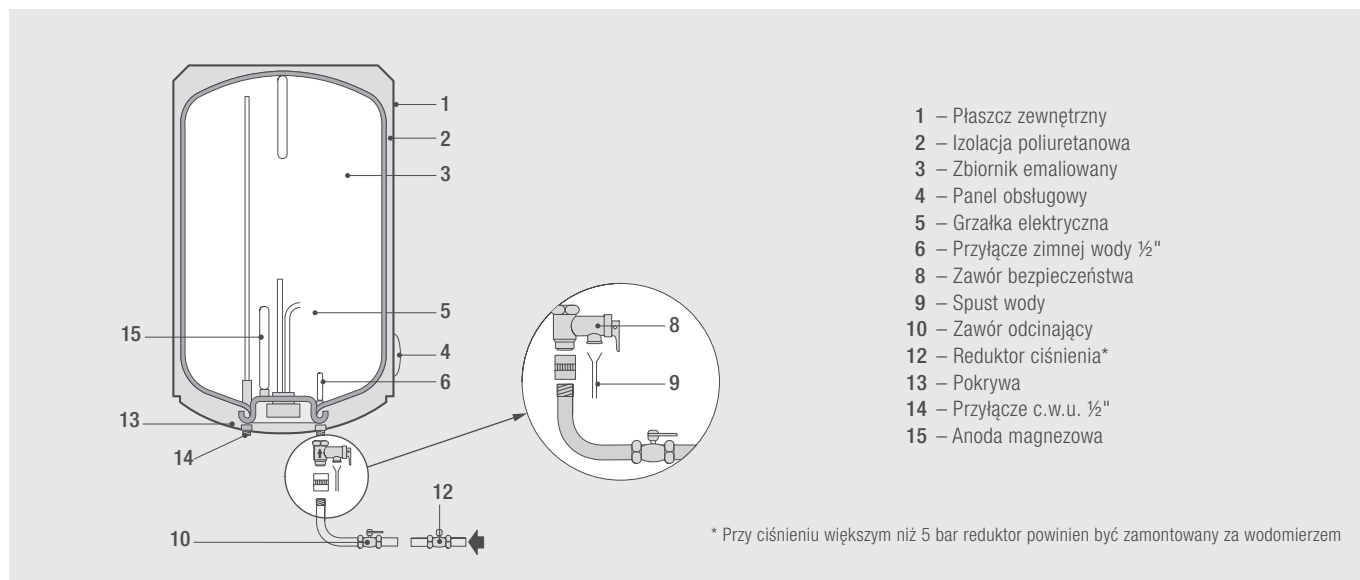 1
2
3
5
15
4
6
13
14
12
10
8
9
1 – Płaszcz zewnętrzny
2 – Izolacja poliuretanowa
3 – Zbiornik emaliowany
4 – Panel obsługowy
5 – Grzałka elektryczna
6 – Przyłącze zimnej wody ½"
8 – Zawór bezpieczeństwa
9 – Spust wody
10 – Zawór odcinający
12 – Reduktor ciśnienia*
13 – Pokrywa
14 – Przyłącze c.w.u. ½"
15 – Anoda magnezowa
* Przy ciśnieniu większym niż 5 bar reduktor powinien być zamontowany za wodomierzem